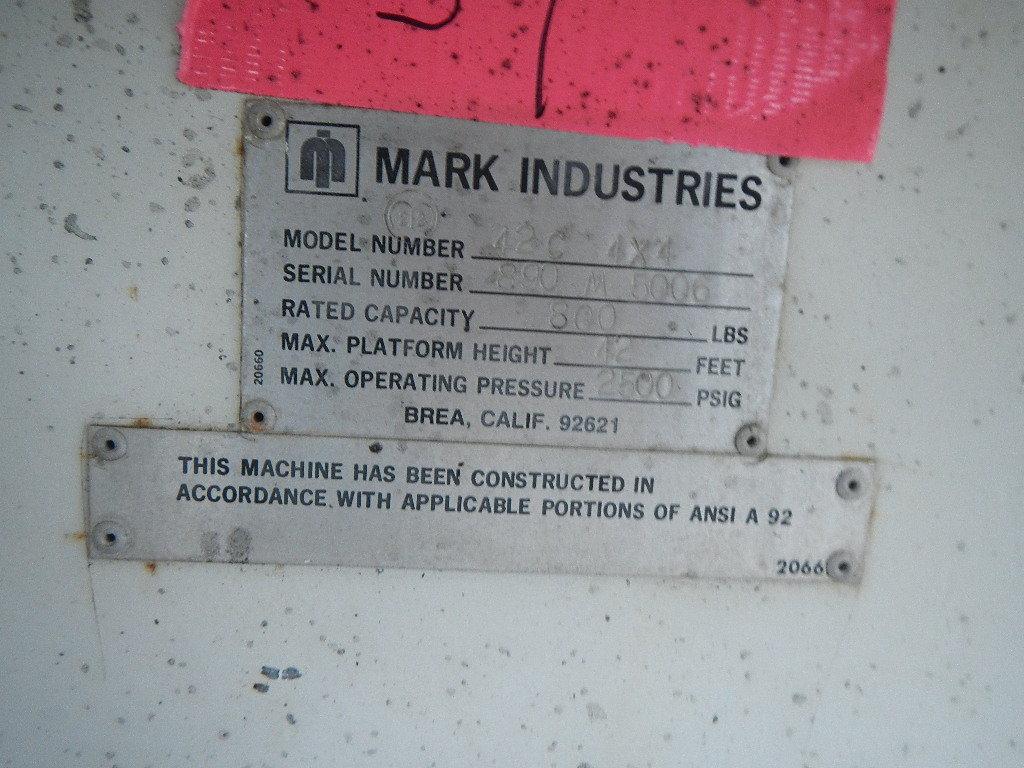 MARK INDUSTRIES
MODEL NUMBER 42C 4X4
SERIAL NUMBER 890 M 5006
RATED CAPACITY 500 LBS
MAX. PLATFORM HEIGHT 42 FEET
MAX. OPERATING PRESSURE 2500 PSIG
BREA, CALIF. 92621
20660
THIS MACHINE HAS BEEN CONSTRUCTED IN
ACCORDANCE WITH APPLICABLE PORTIONS OF ANSI A 92
2066